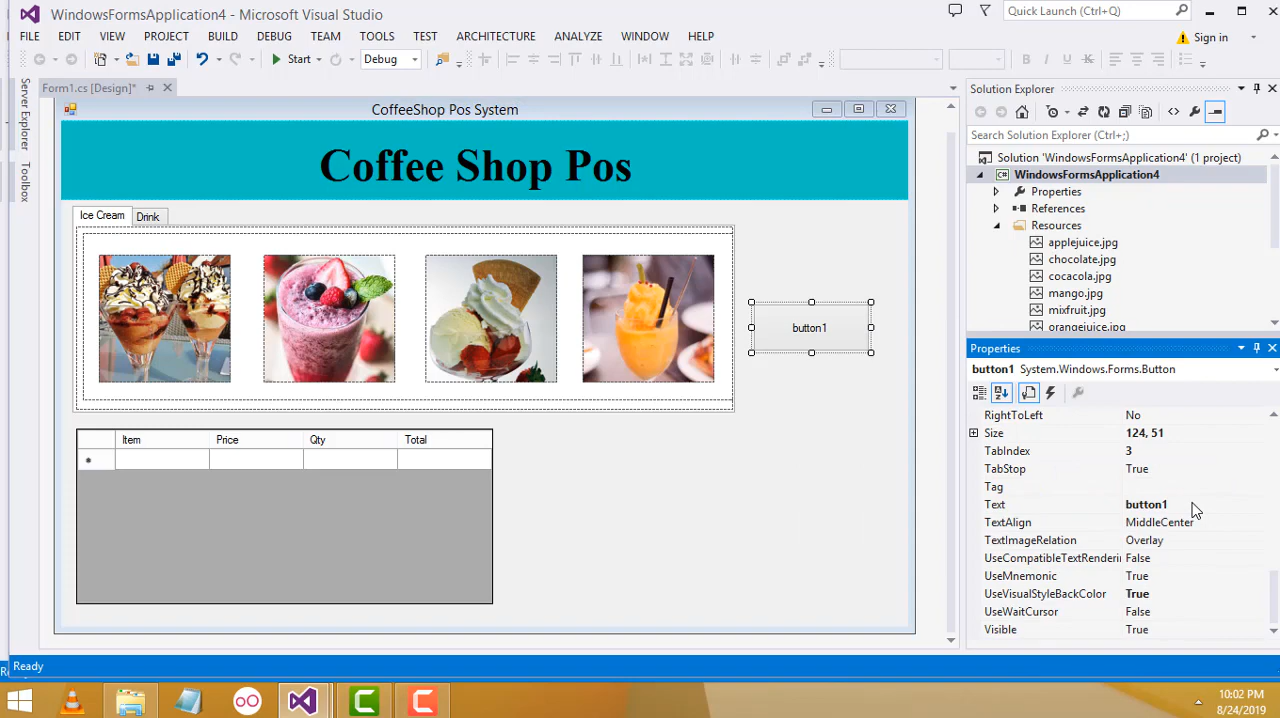 WindowsFormsApplication4 - Microsoft Visual Studio
Quick Launch (Ctrl+Q)
FILE EDIT VIEW PROJECT BUILD DEBUG TEAM TOOLS TEST ARCHITECTURE ANALYZE WINDOW HELP
Sign in
Start Debug
Server Explorer
Toolbox
Form1.cs [Design]*
CoffeeShop Pos System
Coffee Shop Pos
Ice Cream Drink
button1
Item Price Qty Total
Solution Explorer
Search Solution Explorer (Ctrl+;)
Solution 'WindowsFormsApplication4' (1 project)
WindowsFormsApplication4
Properties
References
Resources
applejuice.jpg
chocolate.jpg
cocacola.jpg
mango.jpg
mixfruit.jpg
orangejuice.jpg
Properties
button1 System.Windows.Forms.Button
RightToLeft No
Size 124, 51
TabIndex 3
TabStop True
Tag
Text button1
TextAlign MiddleCenter
TextImageRelation Overlay
UseCompatibleTextRenderin False
UseMnemonic True
UseVisualStyleBackColor True
UseWaitCursor False
Visible True
Ready
10:02 PM
8/24/2019